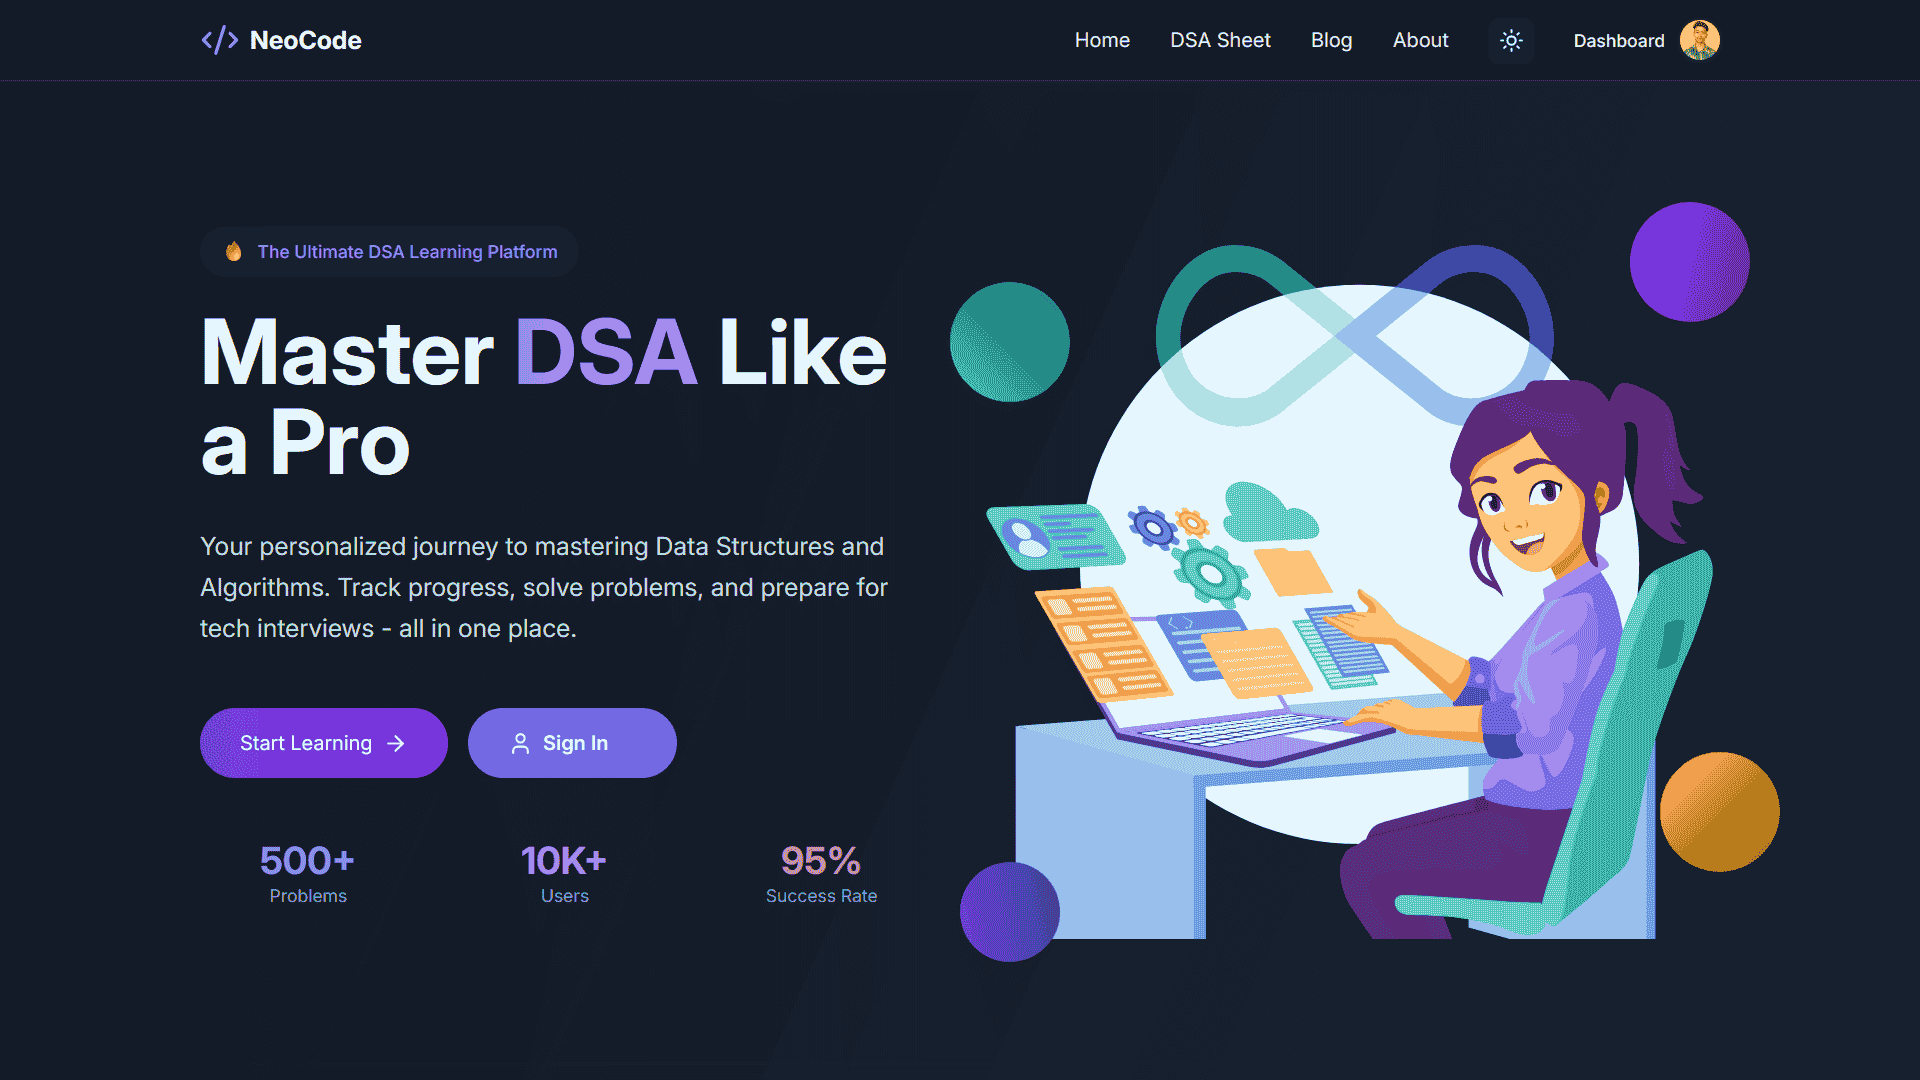 NeoCode
Home
DSA Sheet
Blog
About
Dashboard
The Ultimate DSA Learning Platform
Master DSA Like
a Pro
Your personalized journey to mastering Data Structures and
Algorithms. Track progress, solve problems, and prepare for
tech interviews - all in one place.
Start Learning
Sign In
500+
Problems
10K+
Users
95%
Success Rate